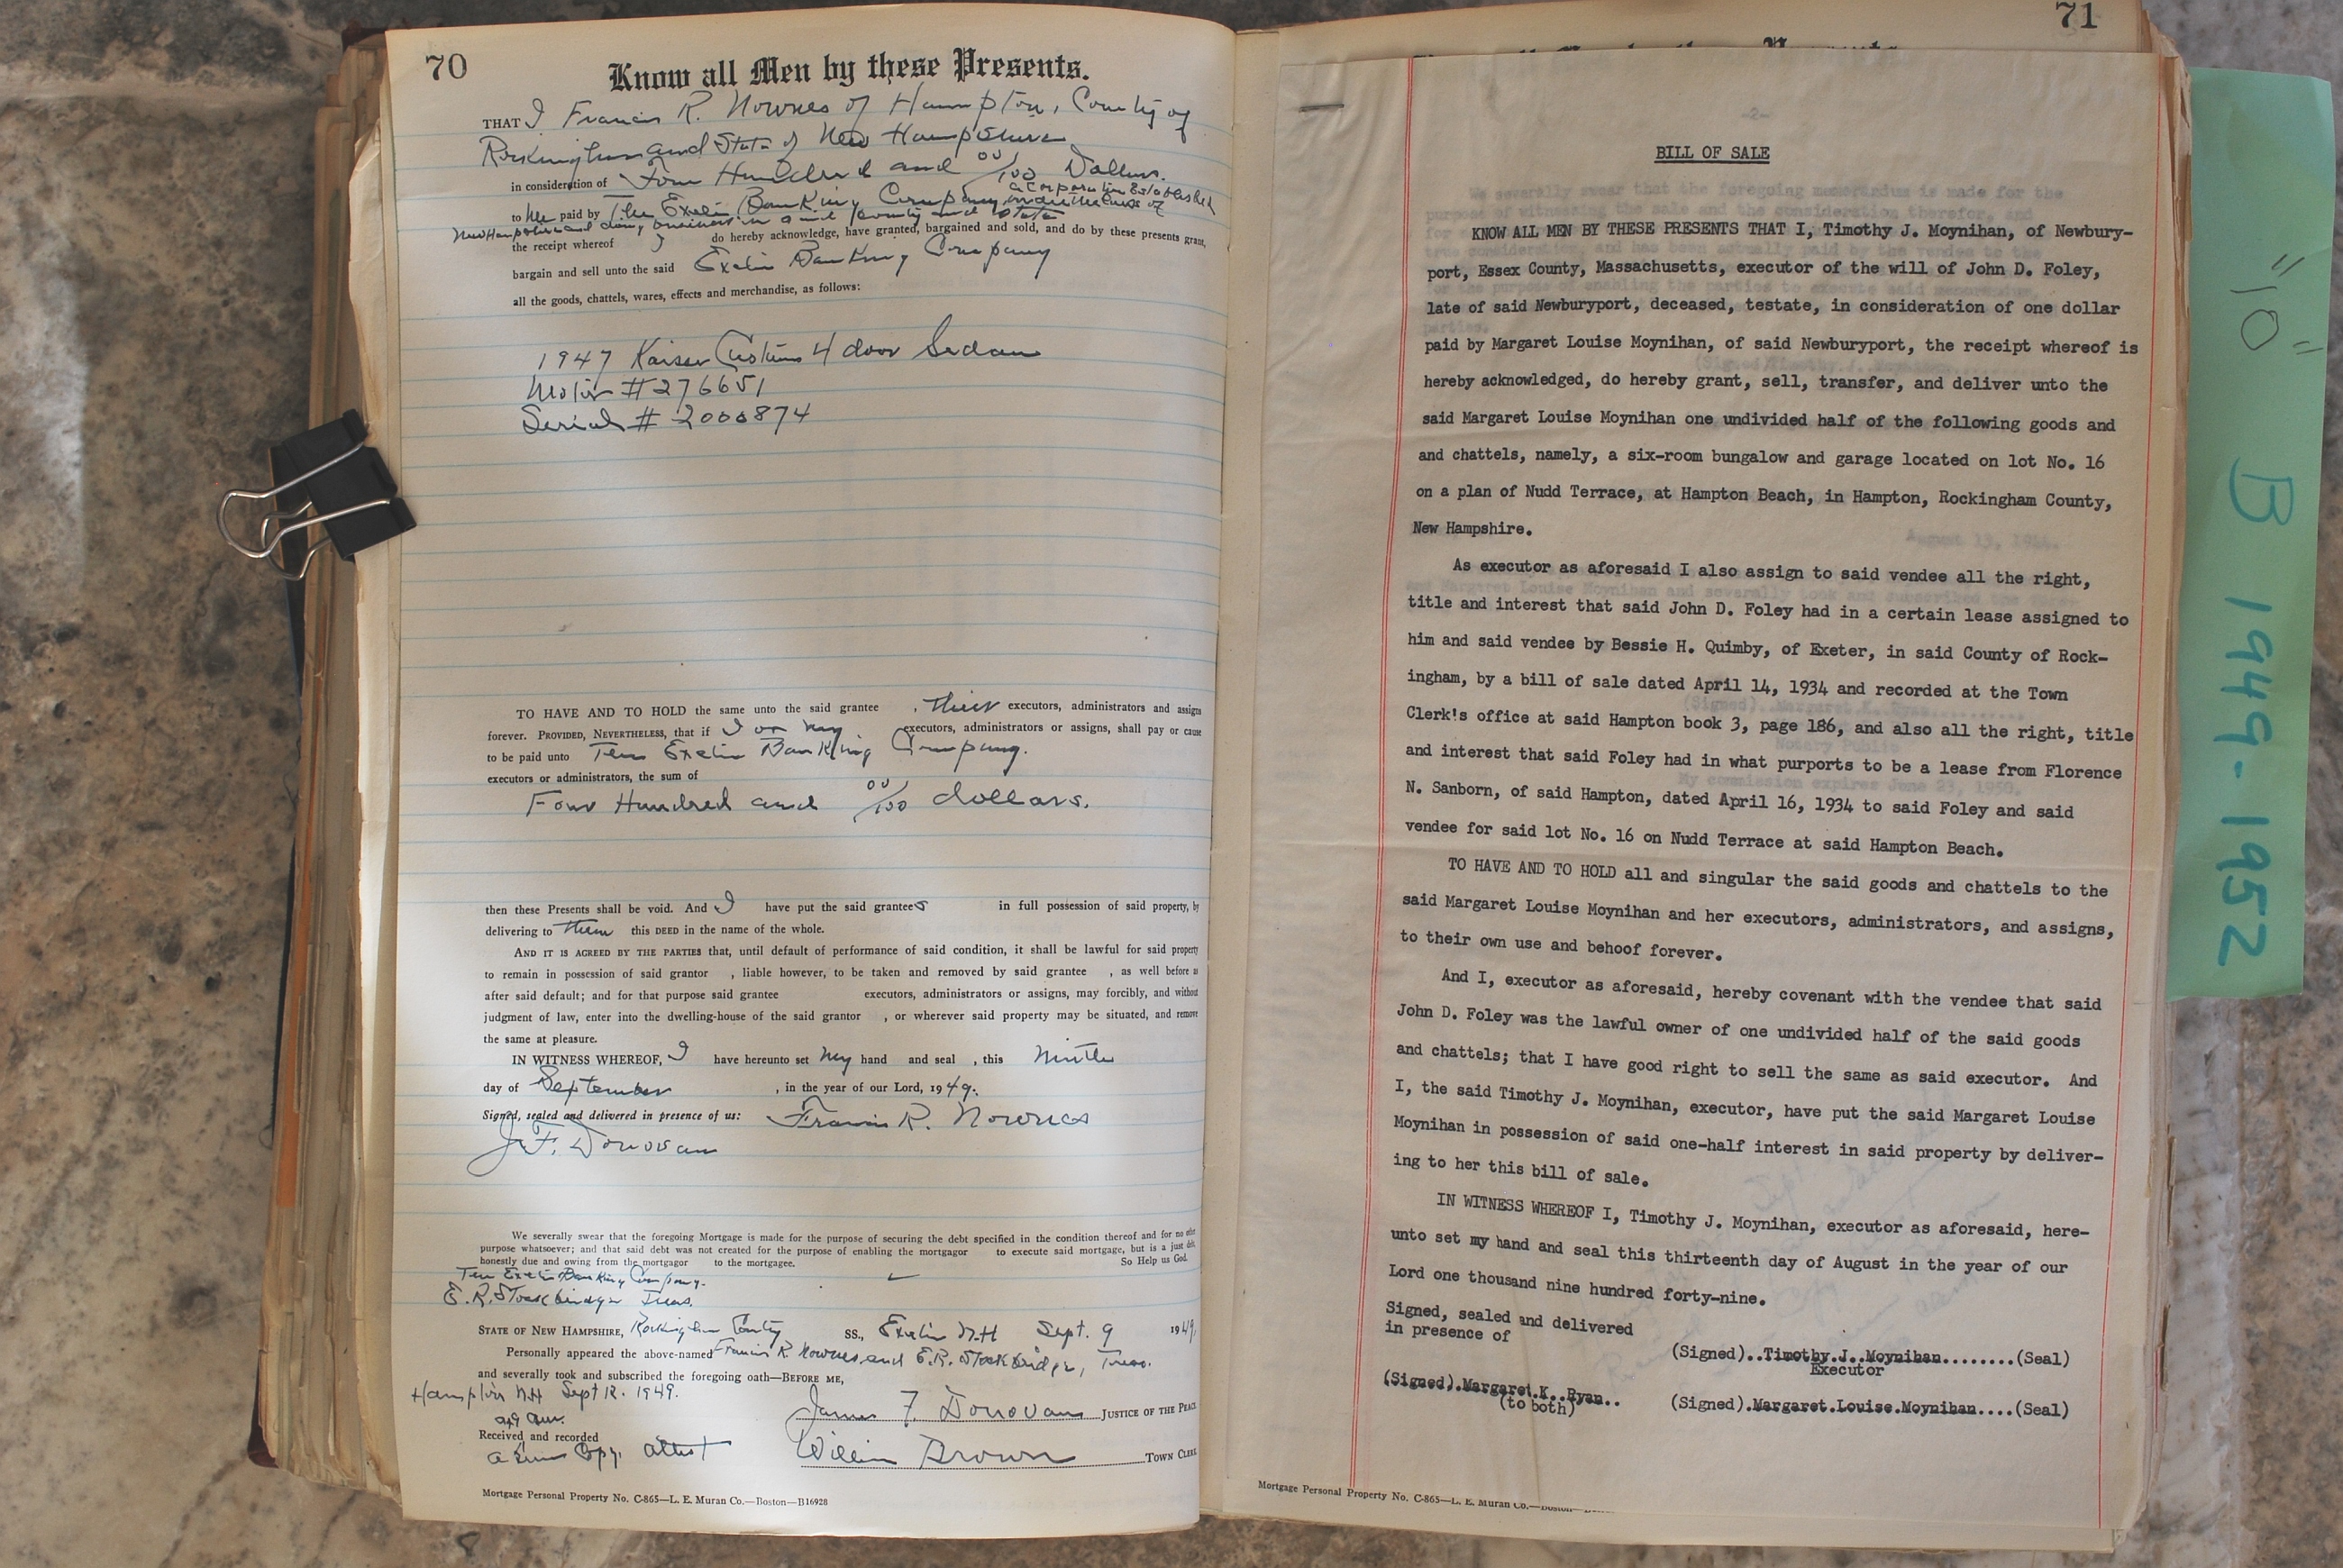 70
Know all Men by these Presents.
THAT I Francis R. Nownes of Hampton, County of
Rockingham and State of New Hampshire
in consideration of Four Hundred and 00/100 Dollars.
a corporation Established
to Me paid by The Exeter Banking Company under the laws of
New Hampshire and doing business in said County and State
the receipt whereof I do hereby acknowledge, have granted, bargained and sold, and do by these presents grant,
bargain and sell unto the said Exeter Banking Company
all the goods, chattels, wares, effects and merchandise, as follows:
1947 Kaiser Custom 4 door Sedan
Motor # 276651
Serial # 2000874
TO HAVE AND TO HOLD the same unto the said grantee , their executors, administrators and assigns
forever. PROVIDED, NEVERTHELESS, that if I or my executors, administrators or assigns, shall pay or cause
to be paid unto The Exeter Banking Company.
executors or administrators, the sum of
Four Hundred and 00/100 dollars.
then these Presents shall be void. And I have put the said grantees in full possession of said property, by
delivering to them this DEED in the name of the whole.
AND IT IS AGREED BY THE PARTIES that, until default of performance of said condition, it shall be lawful for said property
to remain in possession of said grantor , liable however, to be taken and removed by said grantee , as well before as
after said default; and for that purpose said grantee executors, administrators or assigns, may forcibly, and without
judgment of law, enter into the dwelling-house of the said grantor , or wherever said property may be situated, and remove
the same at pleasure.
IN WITNESS WHEREOF, I have hereunto set My hand and seal , this Ninth
day of September , in the year of our Lord, 1949.
Signed, sealed and delivered in presence of us: Francis R. Nownes
J. F. Donovan
We severally swear that the foregoing Mortgage is made for the purpose of securing the debt specified in the condition thereof and for no other
purpose whatsoever; and that said debt was not created for the purpose of enabling the mortgagor to execute said mortgage, but is a just debt,
honestly due and owing from the mortgagor to the mortgagee. So Help us God.
The Exeter Banking Company.
E. R. Stockbridge Treas.
STATE OF NEW HAMPSHIRE, Rockingham County SS., Exeter N.H Sept. 9 1949.
Personally appeared the above-named Francis R. Nownes and E. R. Stockbridge, Treas.
and severally took and subscribed the foregoing oath—BEFORE ME,
Hampton NH Sept 12. 1949.
James F. Donovan JUSTICE OF THE PEACE
Received and recorded
a true Copy, attest William Brown TOWN CLERK
Mortgage Personal Property No. C-865—L. E. Muran Co.—Boston—B16928
71
BILL OF SALE
KNOW ALL MEN BY THESE PRESENTS THAT I, Timothy J. Moynihan, of Newbury-
port, Essex County, Massachusetts, executor of the will of John D. Foley,
late of said Newburyport, deceased, testate, in consideration of one dollar
paid by Margaret Louise Moynihan, of said Newburyport, the receipt whereof is
hereby acknowledged, do hereby grant, sell, transfer, and deliver unto the
said Margaret Louise Moynihan one undivided half of the following goods and
and chattels, namely, a six-room bungalow and garage located on lot No. 16
on a plan of Nudd Terrace, at Hampton Beach, in Hampton, Rockingham County,
New Hampshire.
As executor as aforesaid I also assign to said vendee all the right,
title and interest that said John D. Foley had in a certain lease assigned to
him and said vendee by Bessie H. Quimby, of Exeter, in said County of Rock-
ingham, by a bill of sale dated April 14, 1934 and recorded at the Town
Clerk's office at said Hampton book 3, page 186, and also all the right, title
and interest that said Foley had in what purports to be a lease from Florence
N. Sanborn, of said Hampton, dated April 16, 1934 to said Foley and said
vendee for said lot No. 16 on Nudd Terrace at said Hampton Beach.
TO HAVE AND TO HOLD all and singular the said goods and chattels to the
said Margaret Louise Moynihan and her executors, administrators, and assigns,
to their own use and behoof forever.
And I, executor as aforesaid, hereby covenant with the vendee that said
John D. Foley was the lawful owner of one undivided half of the said goods
and chattels; that I have good right to sell the same as said executor. And
I, the said Timothy J. Moynihan, executor, have put the said Margaret Louise
Moynihan in possession of said one-half interest in said property by deliver-
ing to her this bill of sale.
IN WITNESS WHEREOF I, Timothy J. Moynihan, executor as aforesaid, here-
unto set my hand and seal this thirteenth day of August in the year of our
Lord one thousand nine hundred forty-nine.
Signed, sealed and delivered
in presence of
(Signed)..Timothy.J..Moynihan........(Seal)
Executor
(Signed).Margaret.K..Ryan..
(to both)
(Signed).Margaret.Louise.Moynihan....(Seal)
Mortgage Personal Property No. C-865—L. E. Muran Co.—Boston—
"10" B 1949-1952